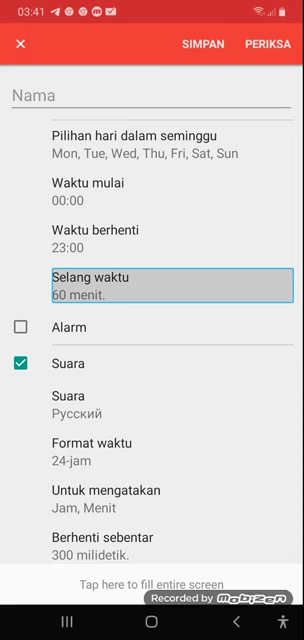 03:41
SIMPAN PERIKSA
Nama
Pilihan hari dalam seminggu
Mon, Tue, Wed, Thu, Fri, Sat, Sun
Waktu mulai
00:00
Waktu berhenti
23:00
Selang waktu
60 menit.
Alarm
Suara
Suara
Русский
Format waktu
24-jam
Untuk mengatakan
Jam, Menit
Berhenti sebentar
300 milidetik.
Tap here to fill entire screen
Recorded by Mobizen